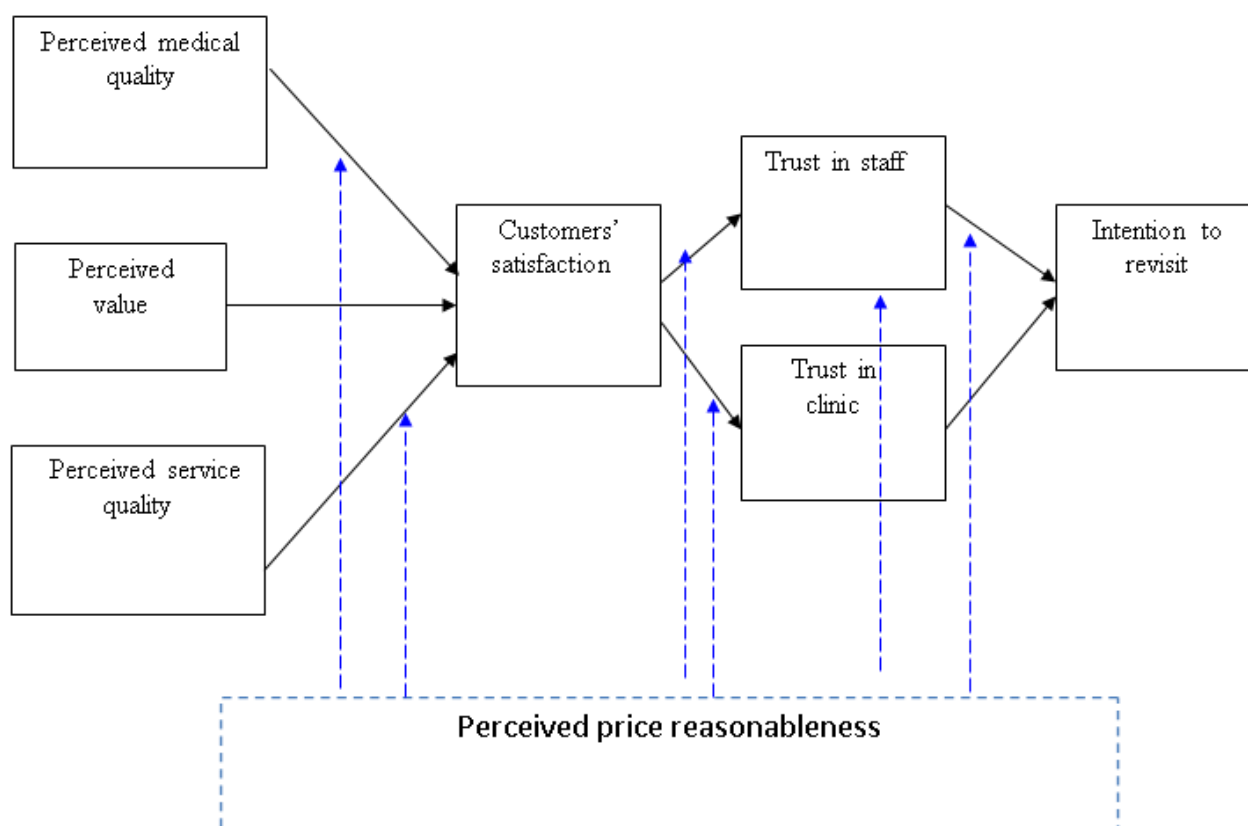 Perceived medical
quality
Perceived
value
Perceived service
quality
Customers’
satisfaction
Trust in staff
Trust in
clinic
Intention to
revisit
Perceived price reasonableness